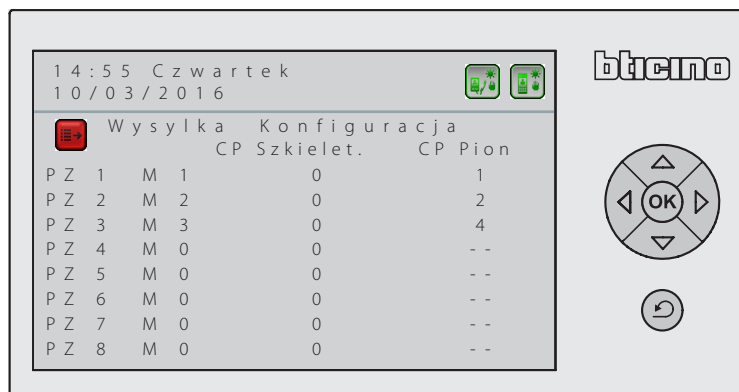 bticino
14:55 Czwartek
10/03/2016
Wysylka Konfiguracja
CP Szkielet. CP Pion
PZ 1 M 1 0 1
PZ 2 M 2 0 2
PZ 3 M 3 0 4
PZ 4 M 0 0 --
PZ 5 M 0 0 --
PZ 6 M 0 0 --
PZ 7 M 0 0 --
PZ 8 M 0 0 --
OK